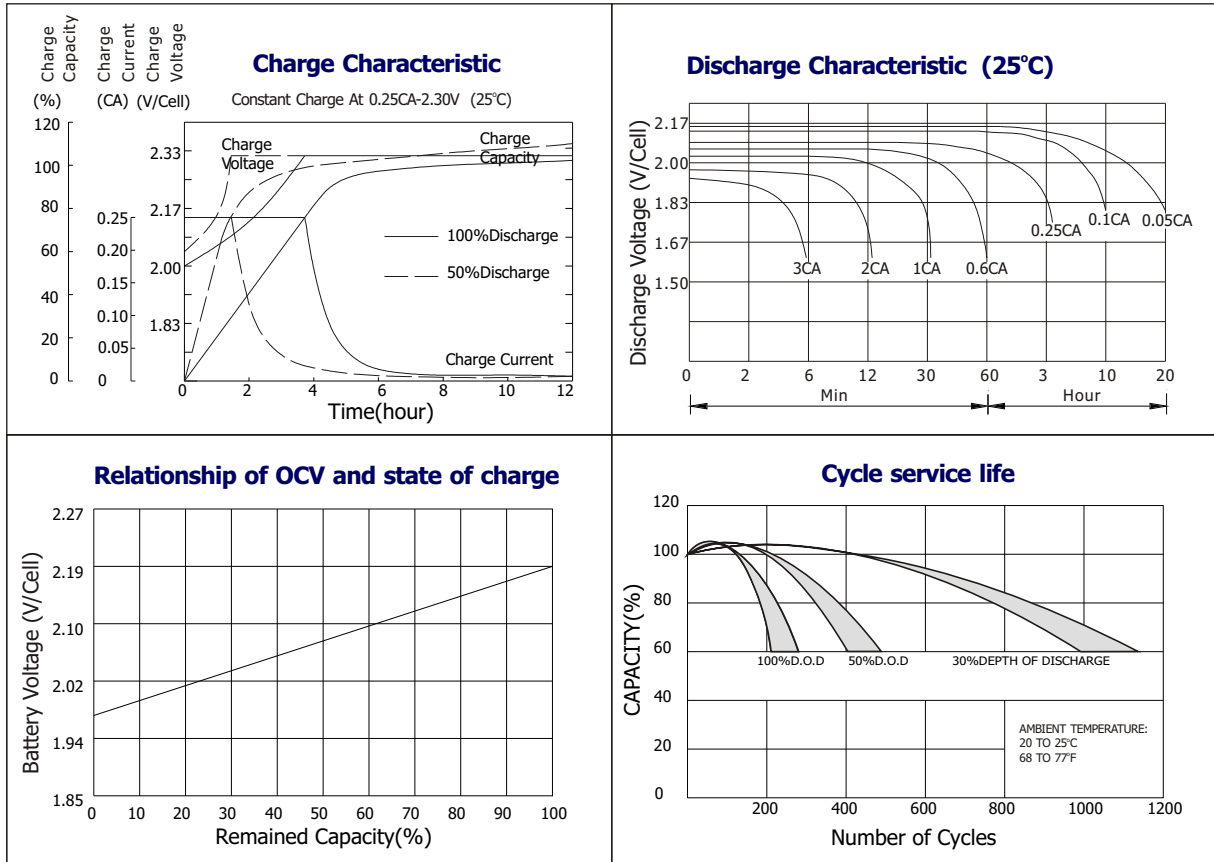 Charge Capacity
Charge Current
Charge Voltage
(%) (CA) (V/Cell)
Charge Characteristic
Constant Charge At 0.25CA-2.30V (25°C)
120
100
80
60
40
20
0
0.25
0.20
0.15
0.10
0.05
0
2.33
2.17
2.00
1.83
Charge Voltage
Charge Capacity
100%Discharge
50%Discharge
Charge Current
0 2 4 6 8 10 12
Time(hour)
Discharge Characteristic (25°C)
Discharge Voltage (V/Cell)
2.17
2.00
1.83
1.67
1.50
3CA 2CA 1CA 0.6CA 0.25CA 0.1CA 0.05CA
0 2 6 12 30 60 3 10 20
Min Hour
Relationship of OCV and state of charge
Battery Voltage (V/Cell)
2.27
2.19
2.10
2.02
1.94
1.85
0 10 20 30 40 50 60 70 80 90 100
Remained Capacity(%)
Cycle service life
CAPACITY(%)
120
100
80
60
40
20
0
100%D.O.D 50%D.O.D 30%DEPTH OF DISCHARGE
AMBIENT TEMPERATURE:
20 TO 25°C
68 TO 77°F
200 400 600 800 1000 1200
Number of Cycles